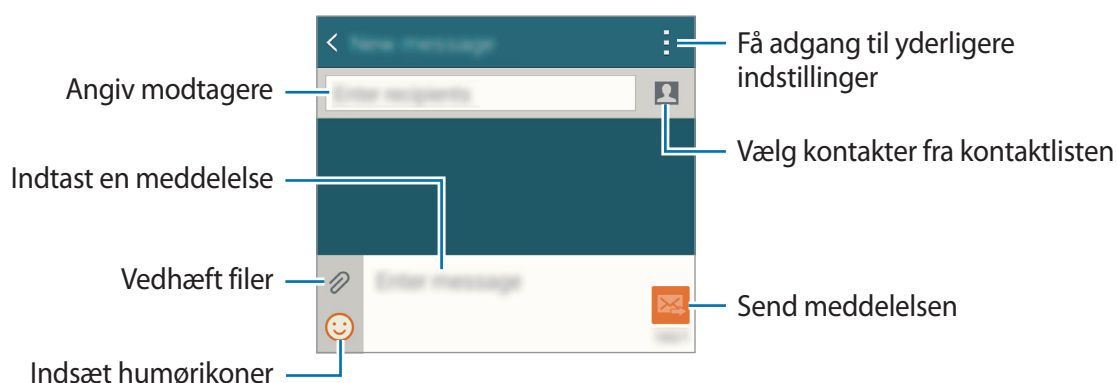 New message
Få adgang til yderligere
indstillinger
Angiv modtagere
Enter recipients
Vælg kontakter fra kontaktlisten
Indtast en meddelelse
Vedhæft filer
Enter message
Send meddelelsen
Indsæt humørikoner